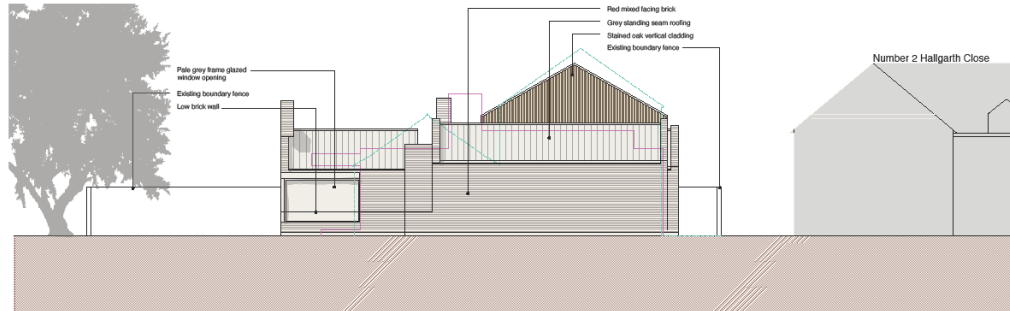 Red mixed facing brick
Grey standing seam roofing
Stained oak vertical cladding
Existing boundary fence
Number 2 Hallgarth Close
Pale grey frame glazed
window opening
Existing boundary fence
Low brick wall